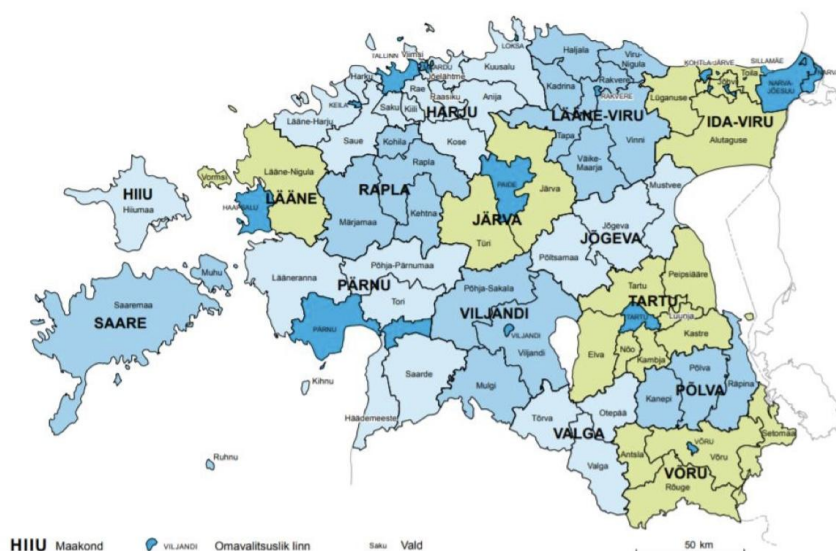 TALLINN
Viimsi
LOKSA
Haljala
Viru-
Nigula
KOHTLA-JÄRVE
SILLAMÄE
Toila
Jõhvi
NARVA-
JÕESUU
Harku
Jõelähtme
Kuusalu
Rae
Raasiku
Anija
Kadrina
Rakvere
RAKVERE
Lüganuse
KEILA
Saku
Kiili
HARJU
LÄÄNE-VIRU
IDA-VIRU
Lääne-Harju
Saue
Kohila
Kose
Tapa
Vinni
Alutaguse
Vormsi
Lääne-Nigula
Rapla
Väike-
Maarja
PAIDE
Järva
Mustvee
HIIU
Hiiumaa
HAAPSALU
LÄÄNE
RAPLA
Märjamaa
Kehtna
JÄRVA
Türi
Jõgeva
JÕGEVA
Põltsamaa
Muhu
Lääneranna
Põhja-Pärnumaa
PÄRNU
Tori
Põhja-Sakala
Tartu
Peipsiääre
Saaremaa
SAARE
PÄRNU
VILJANDI
VILJANDI
Viljandi
TARTU
TARTU
Luunja
Kastre
Elva
Nõo
Kambja
Kihnu
Saarde
Mulgi
Põlva
Räpina
PÕLVA
Kanepi
Häädemeeste
Tõrva
Otepää
VALGA
Valga
Ruhnu
Antsla
VÕRU
Võru
Setomaa
VÕRU
Rõuge
HIIU Maakond VILJANDI Omavalitsuslik linn Saku Vald
50 km